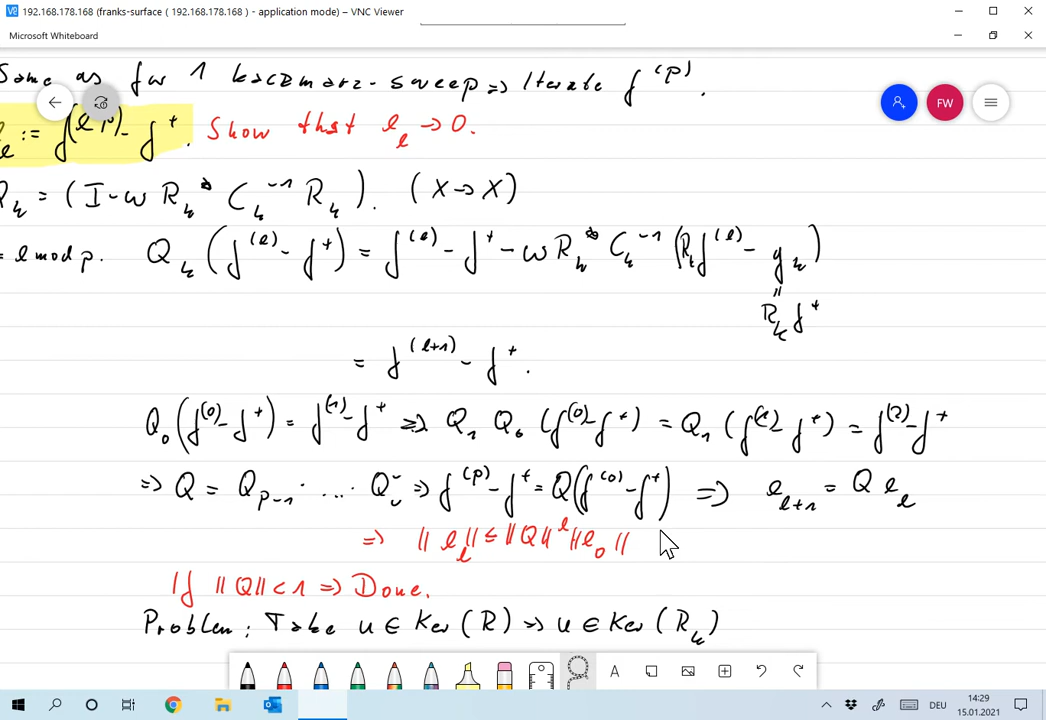 192.168.178.168 (franks-surface ( 192.168.178.168 ) - application mode) – VNC Viewer
Microsoft Whiteboard
Same as for 1 Kaczmarz-sweep => Iterate f^(p).
e_l := f^(lp) - f^+. Show that e_l → 0.
Q_k = (I - ω R_k^* C_k^-1 R_k). (X → X)
= l mod p. Q_k (f^(l) - f^+) = f^(l) - f^+ - ω R_k^* C_k^-1 (R_k f^(l) - g_k)
=
R_k f^+
= f^(l+1) - f^+.
Q_0 (f^(0) - f^+) = f^(1) - f^+ => Q_1 Q_0 (f^(0) - f^+) = Q_1 (f^(1) - f^+) = f^(2) - f^+
=> Q = Q_p-1 · ... Q_0 => f^(p) - f^+ = Q (f^(0) - f^+) => e_l+1 = Q e_l
=> ||e_l|| ≤ ||Q||^l ||e_0||
If ||Q|| < 1 => Done.
Problem: Take u ∈ Ker(R) => u ∈ Ker(R_k)
FW
A
DEU
14:29
15.01.2021